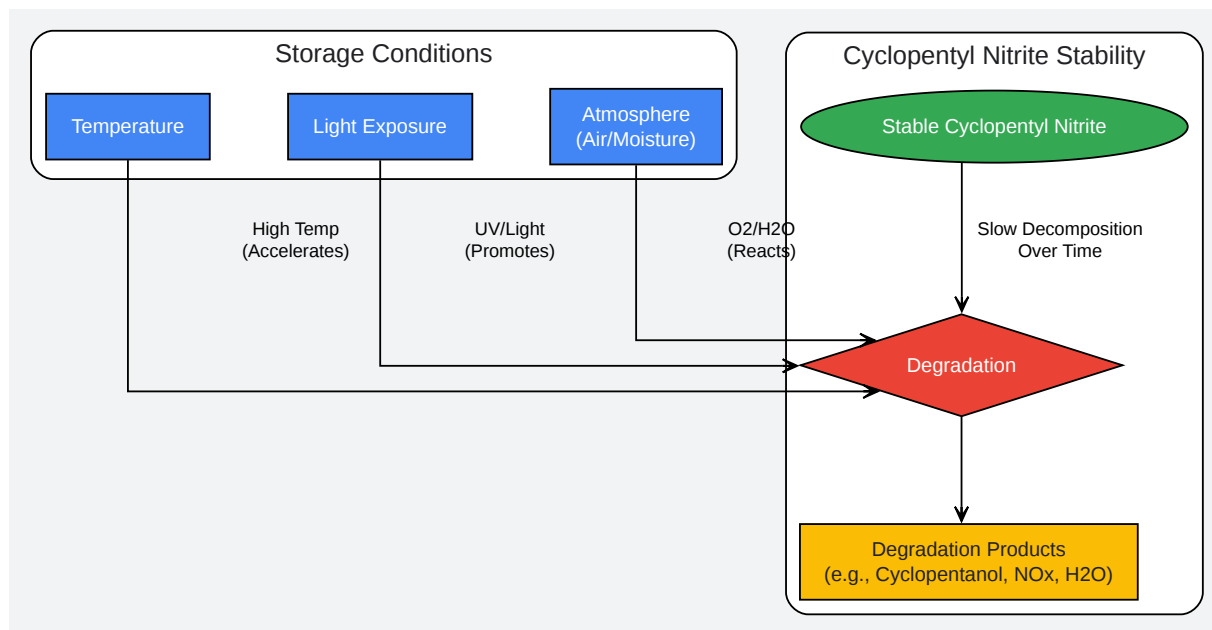 Storage Conditions
Temperature
Light Exposure
Atmosphere
(Air/Moisture)
Cyclopentyl Nitrite Stability
Stable Cyclopentyl Nitrite
High Temp
(Accelerates)
UV/Light
(Promotes)
O2/H2O
(Reacts)
Slow Decomposition
Over Time
Degradation
Degradation Products
(e.g., Cyclopentanol, NOx, H2O)